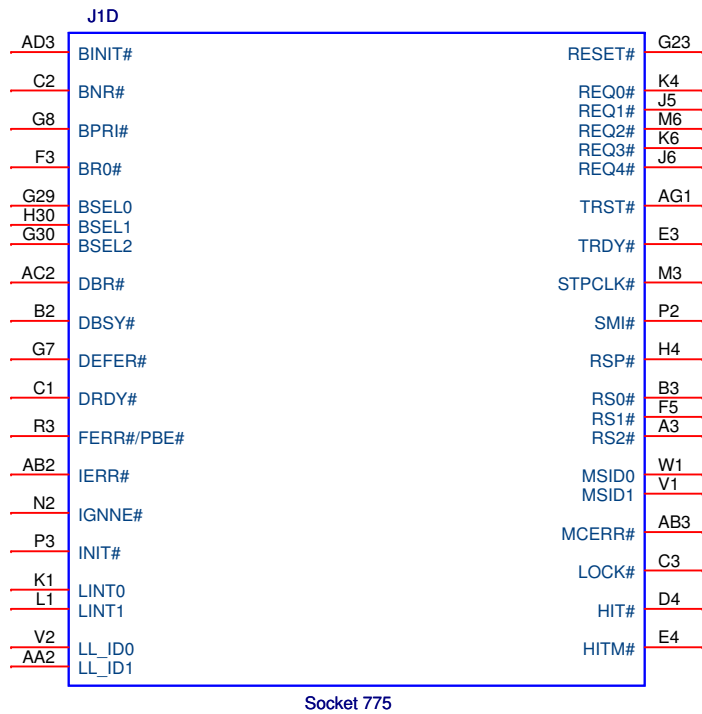 J1D
AD3 BINIT#
C2 BNR#
G8 BPRI#
F3 BR0#
G29 BSEL0
H30 BSEL1
G30 BSEL2
AC2 DBR#
B2 DBSY#
G7 DEFER#
C1 DRDY#
R3 FERR#/PBE#
AB2 IERR#
N2 IGNNE#
P3 INIT#
K1 LINT0
L1 LINT1
V2 LL_ID0
AA2 LL_ID1
RESET# G23
REQ0# K4
REQ1# J5
REQ2# M6
REQ3# K6
REQ4# J6
TRST# AG1
TRDY# E3
STPCLK# M3
SMI# P2
RSP# H4
RS0# B3
RS1# F5
RS2# A3
MSID0 W1
MSID1 V1
MCERR# AB3
LOCK# C3
HIT# D4
HITM# E4
Socket 775